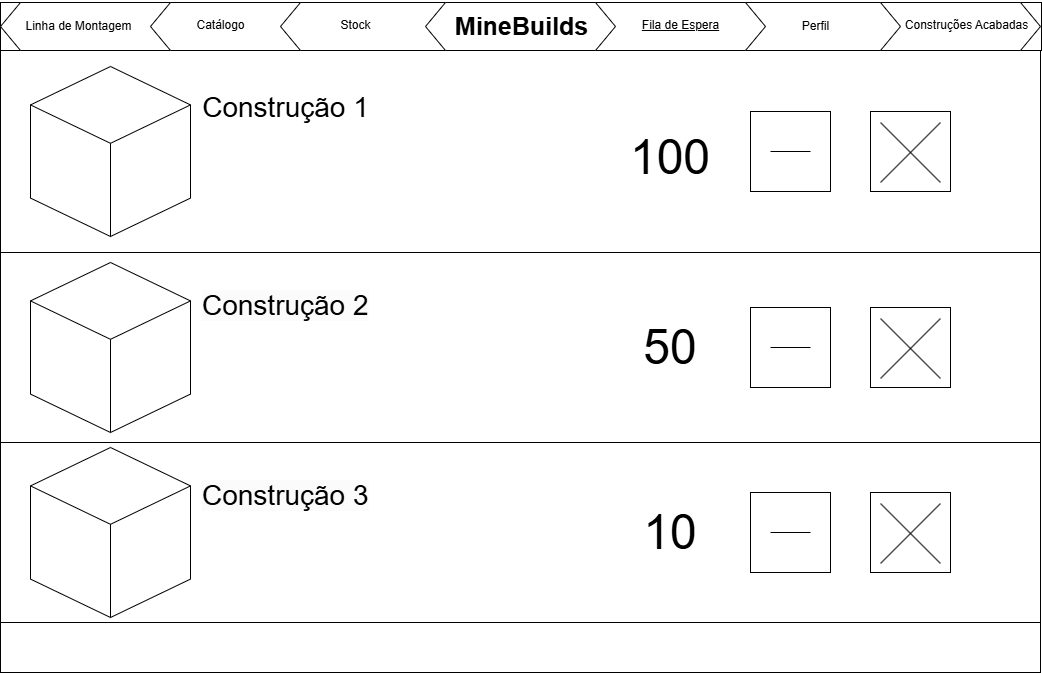 Linha de Montagem
Catálogo
Stock
MineBuilds
Fila de Espera
Perfil
Construções Acabadas
Construção 1
100
Construção 2
50
Construção 3
10